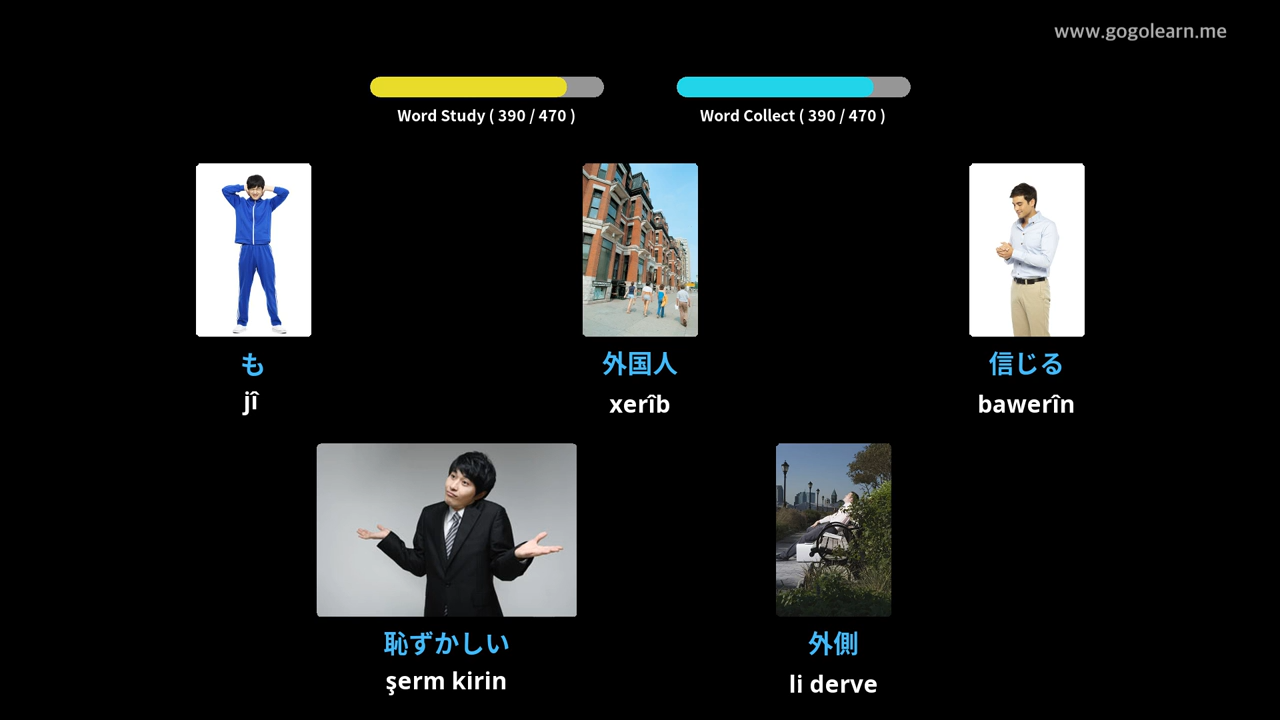 www.gogolearn.me
Word Study ( 390 / 470 )
Word Collect ( 390 / 470 )
も
jî
外国人
xerîb
信じる
bawerîn
恥ずかしい
şerm kirin
外側
li derve